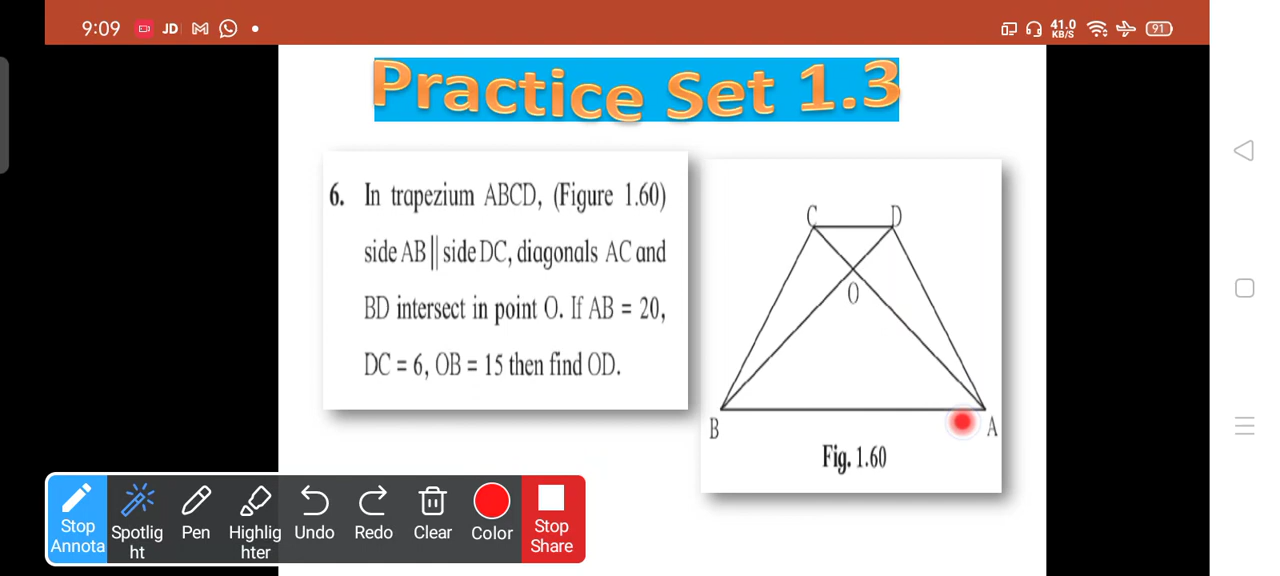 9:09 JD 41.0 KB/S 91
Practice Set 1.3
6. In trapezium ABCD, (Figure 1.60)
side AB || side DC, diagonals AC and
BD intersect in point O. If AB = 20,
DC = 6, OB = 15 then find OD.
C D
O
B A
Fig. 1.60
Stop Annota
Spotlig ht
Pen
Highlig hter
Undo
Redo
Clear
Color
Stop Share